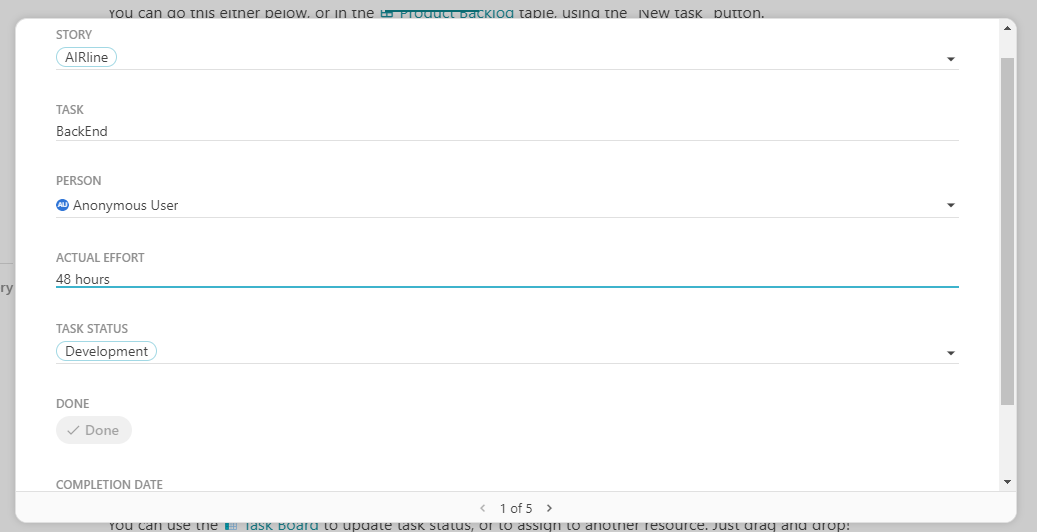 You can do this either below, or in the Product Backlog table, using the "New task" button.
STORY
AIRline
TASK
BackEnd
PERSON
AU Anonymous User
ACTUAL EFFORT
48 hours
ry
TASK STATUS
Development
DONE
Done
COMPLETION DATE
1 of 5
You can use the Task Board to update task status, or to assign to another resource. Just drag and drop!